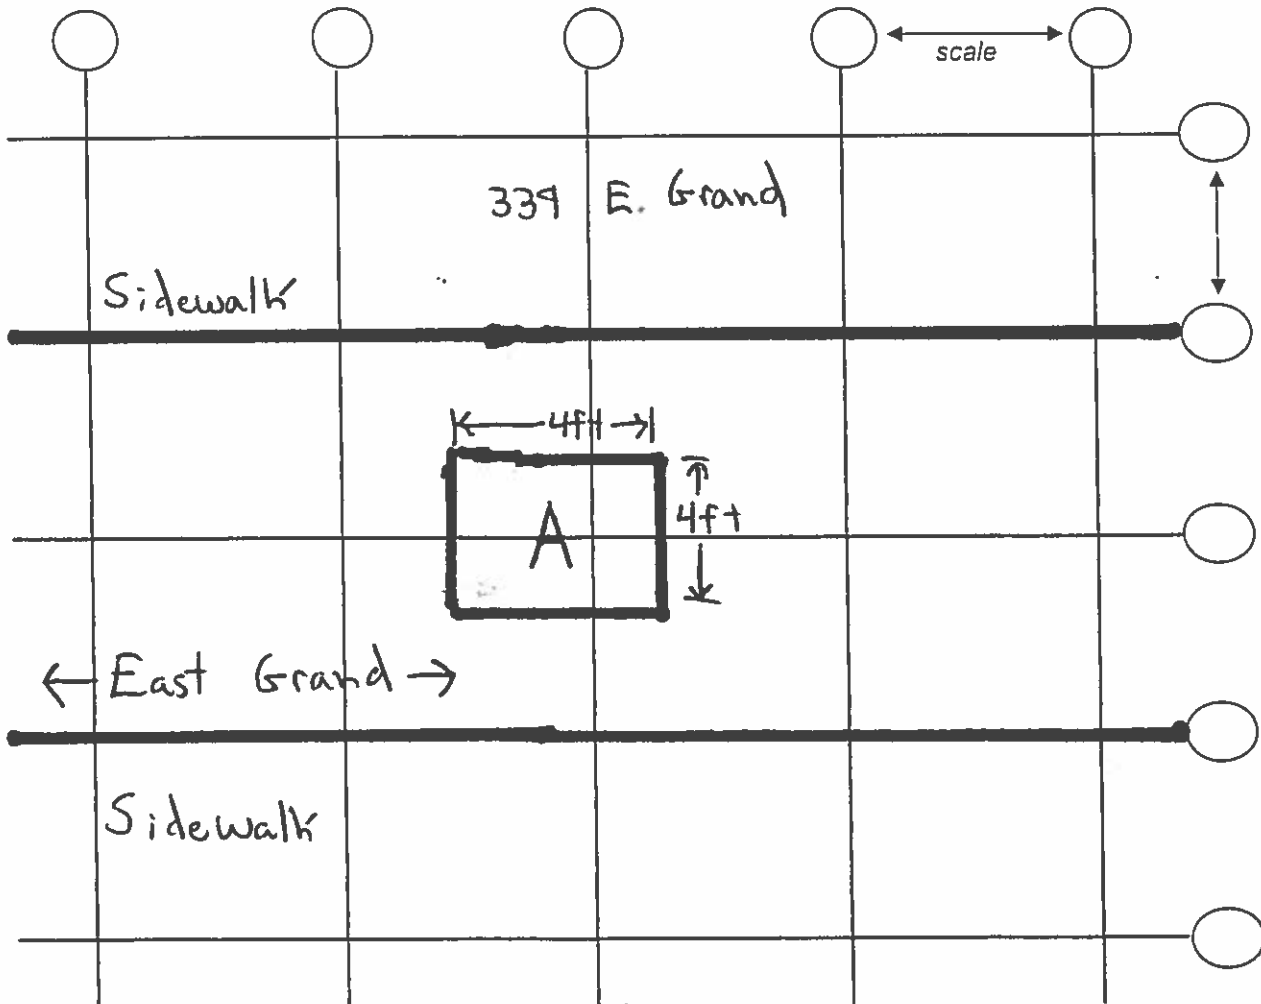 scale
339 E. Grand
Sidewalk
4ft
A
4ft
East Grand
Sidewalk